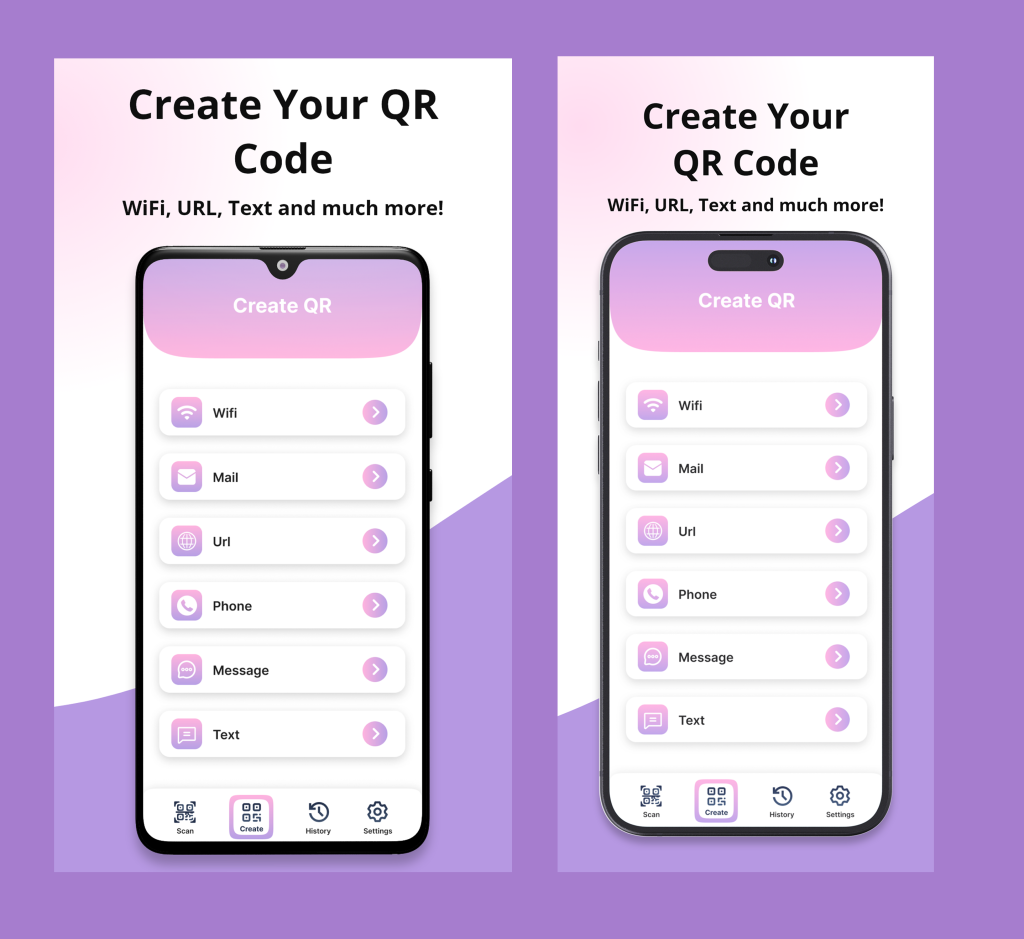 Create Your QR
Code
WiFi, URL, Text and much more!
Create QR
Wifi
Mail
Url
Phone
Message
Text
Scan
Create
History
Settings
Create Your
QR Code
WiFi, URL, Text and much more!
Create QR
Wifi
Mail
Url
Phone
Message
Text
Scan
Create
History
Settings